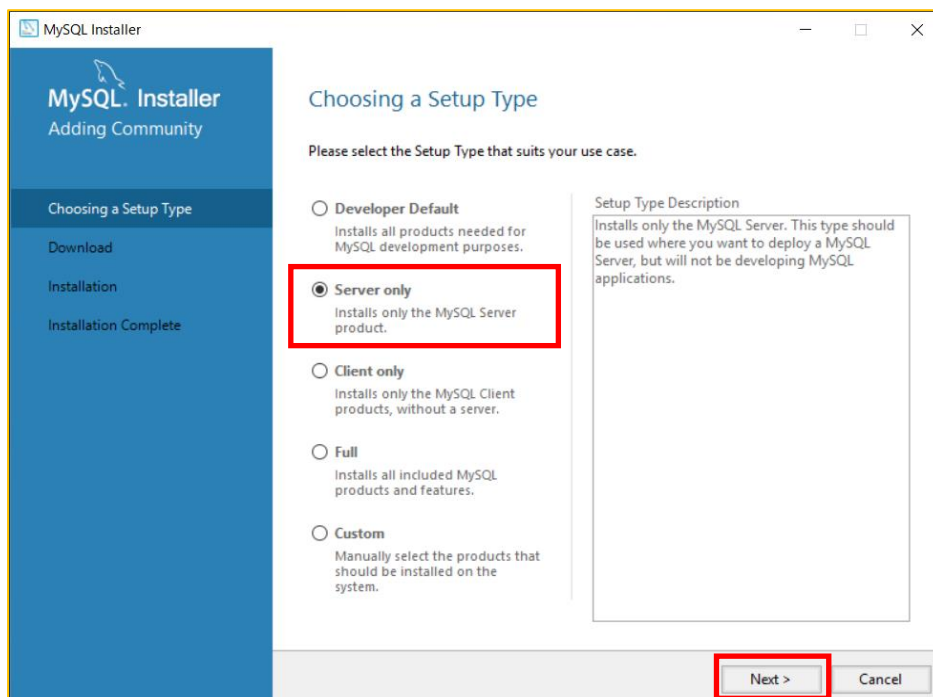 MySQL Installer
MySQL. Installer
Adding Community
Choosing a Setup Type
Download
Installation
Installation Complete
Choosing a Setup Type
Please select the Setup Type that suits your use case.
Developer Default
Installs all products needed for
MySQL development purposes.
Server only
Installs only the MySQL Server
product.
Client only
Installs only the MySQL Client
products, without a server.
Full
Installs all included MySQL
products and features.
Custom
Manually select the products that
should be installed on the
system.
Setup Type Description
Installs only the MySQL Server. This type should
be used where you want to deploy a MySQL
Server, but will not be developing MySQL
applications.
Next >
Cancel